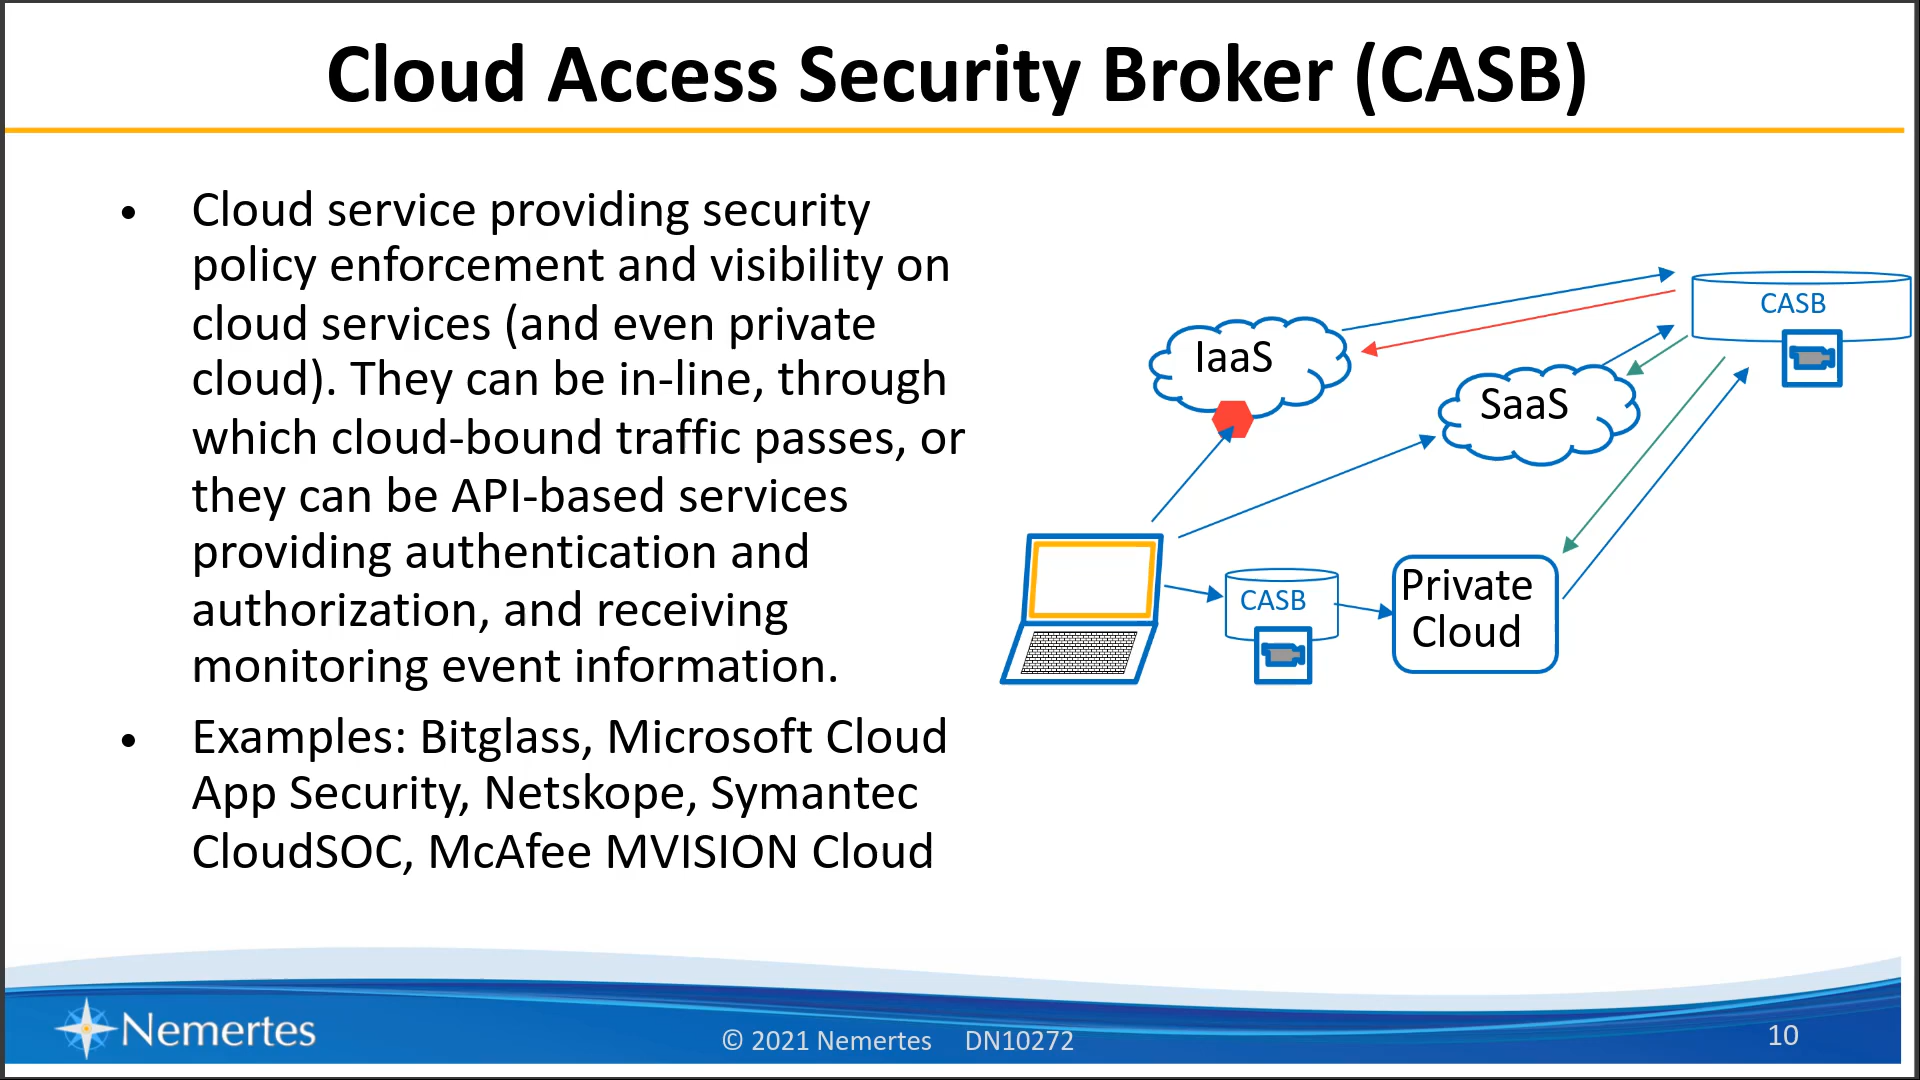 Cloud Access Security Broker (CASB)
• Cloud service providing security
policy enforcement and visibility on
cloud services (and even private
cloud). They can be in-line, through
which cloud-bound traffic passes, or
they can be API-based services
providing authentication and
authorization, and receiving
monitoring event information.
• Examples: Bitglass, Microsoft Cloud
App Security, Netskope, Symantec
CloudSOC, McAfee MVISION Cloud
CASB
IaaS
SaaS
CASB
Private
Cloud
Nemertes
© 2021 Nemertes DN10272
10